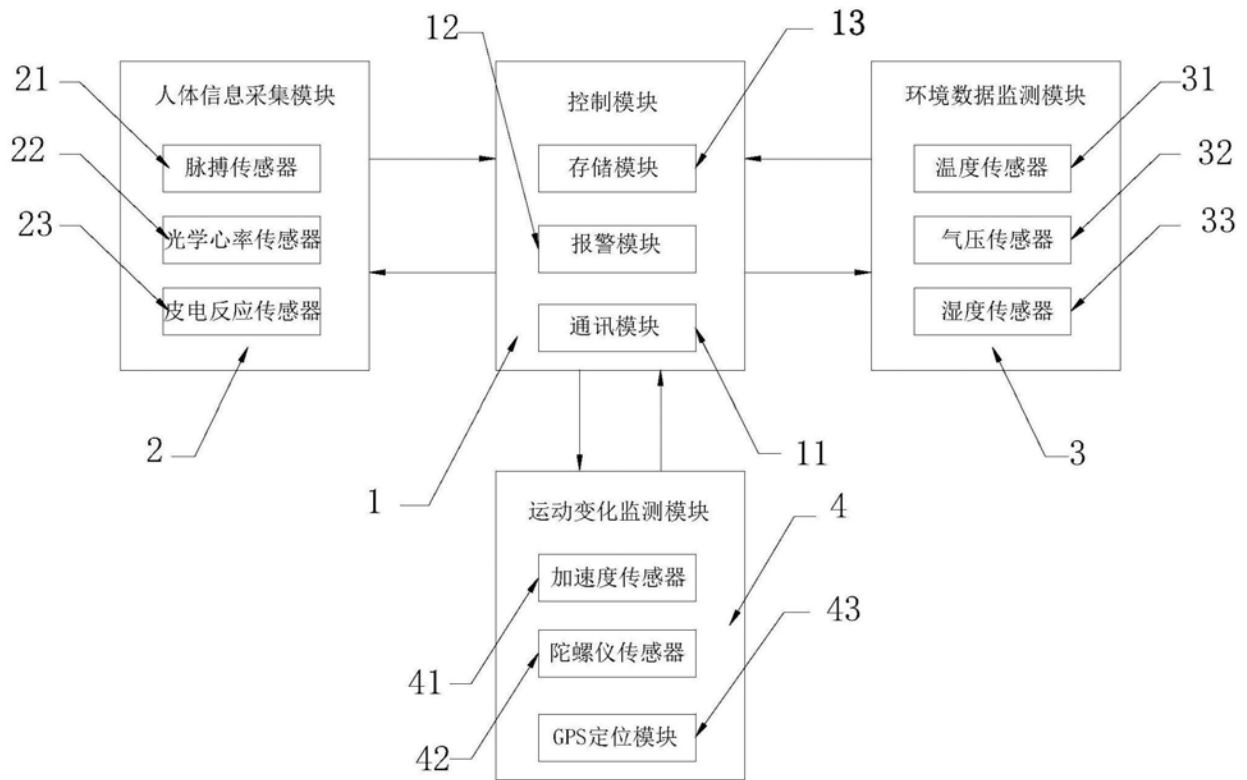 12
13
21
人体信息采集模块
控制模块
环境数据监测模块
31
22
脉搏传感器
存储模块
温度传感器
32
23
光学心率传感器
报警模块
气压传感器
33
皮电反应传感器
通讯模块
湿度传感器
2
1
11
3
运动变化监测模块
4
加速度传感器
43
41
陀螺仪传感器
42
GPS定位模块